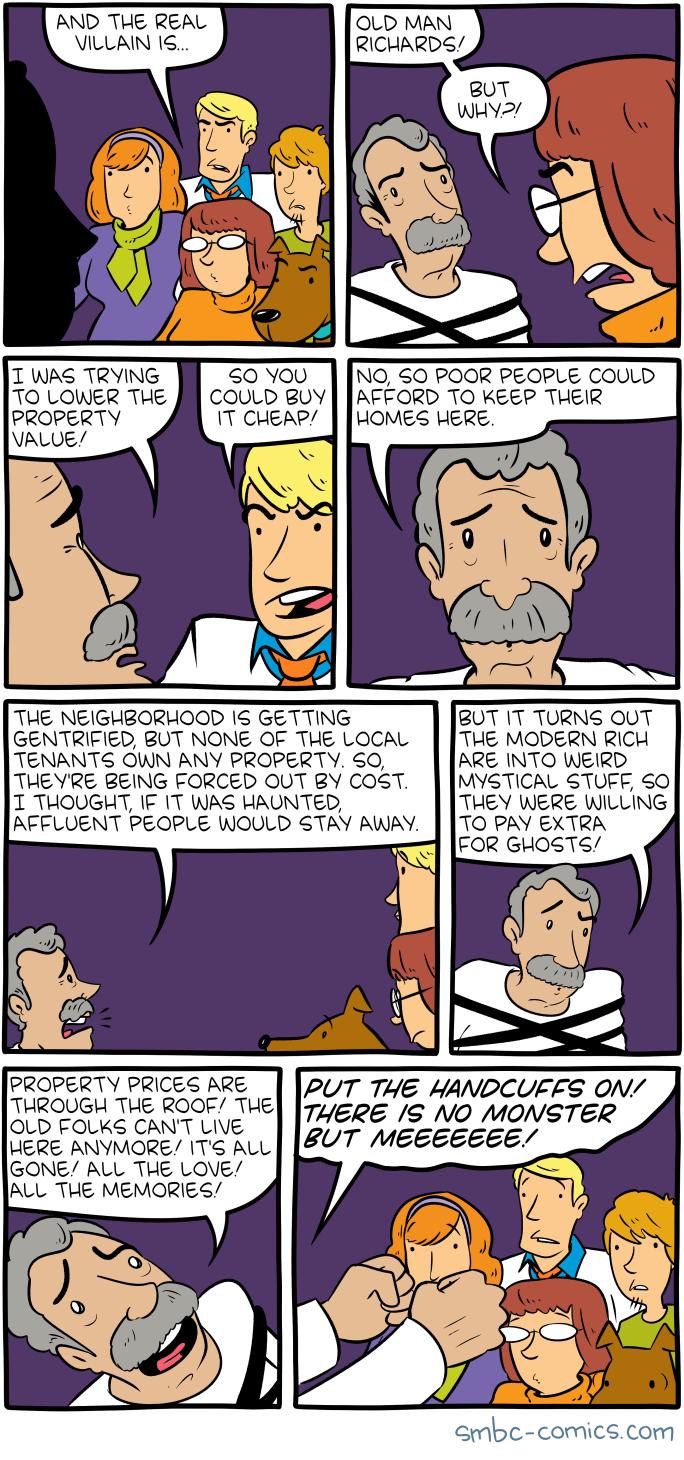 AND THE REAL
VILLAIN IS...
OLD MAN
RICHARDS!
BUT
WHY?!
I WAS TRYING
TO LOWER THE
PROPERTY
VALUE!
SO YOU
COULD BUY
IT CHEAP!
NO, SO POOR PEOPLE COULD
AFFORD TO KEEP THEIR
HOMES HERE.
THE NEIGHBORHOOD IS GETTING
GENTRIFIED, BUT NONE OF THE LOCAL
TENANTS OWN ANY PROPERTY. SO,
THEY'RE BEING FORCED OUT BY COST.
I THOUGHT, IF IT WAS HAUNTED,
AFFLUENT PEOPLE WOULD STAY AWAY.
BUT IT TURNS OUT
THE MODERN RICH
ARE INTO WEIRD
MYSTICAL STUFF, SO
THEY WERE WILLING
TO PAY EXTRA
FOR GHOSTS!
PROPERTY PRICES ARE
THROUGH THE ROOF! THE
OLD FOLKS CAN'T LIVE
HERE ANYMORE! IT'S ALL
GONE! ALL THE LOVE!
ALL THE MEMORIES!
PUT THE HANDCUFFS ON!
THERE IS NO MONSTER
BUT MEEEEEEE!
smbc-comics.com